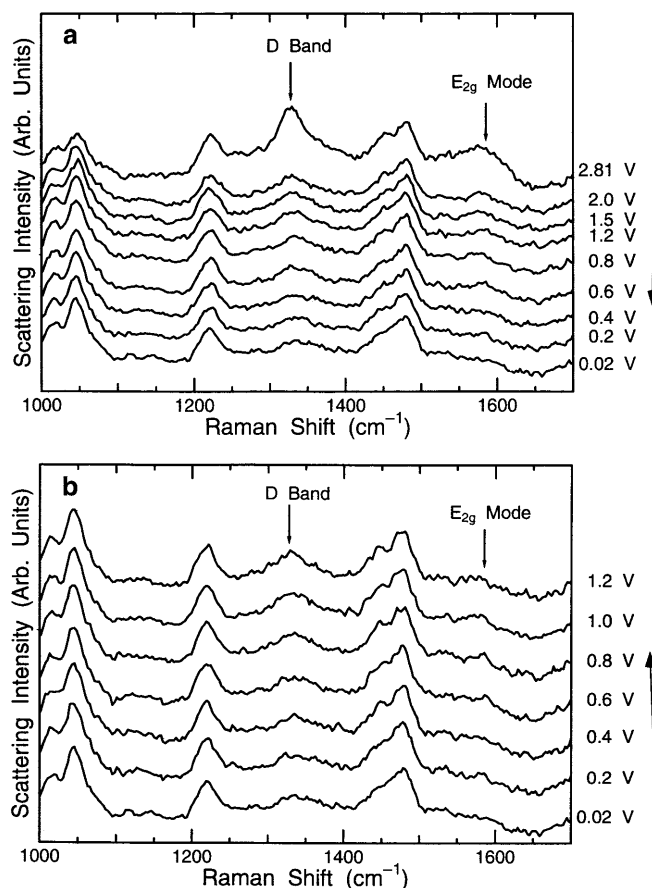 a
D Band
E2g Mode
2.81 V
2.0 V
1.5 V
1.2 V
0.8 V
0.6 V
0.4 V
0.2 V
0.02 V
Scattering Intensity (Arb. Units)
1000 1200 1400 1600
Raman Shift (cm⁻¹)
b
D Band
E2g Mode
1.2 V
1.0 V
0.8 V
0.6 V
0.4 V
0.2 V
0.02 V
Scattering Intensity (Arb. Units)
1000 1200 1400 1600
Raman Shift (cm⁻¹)